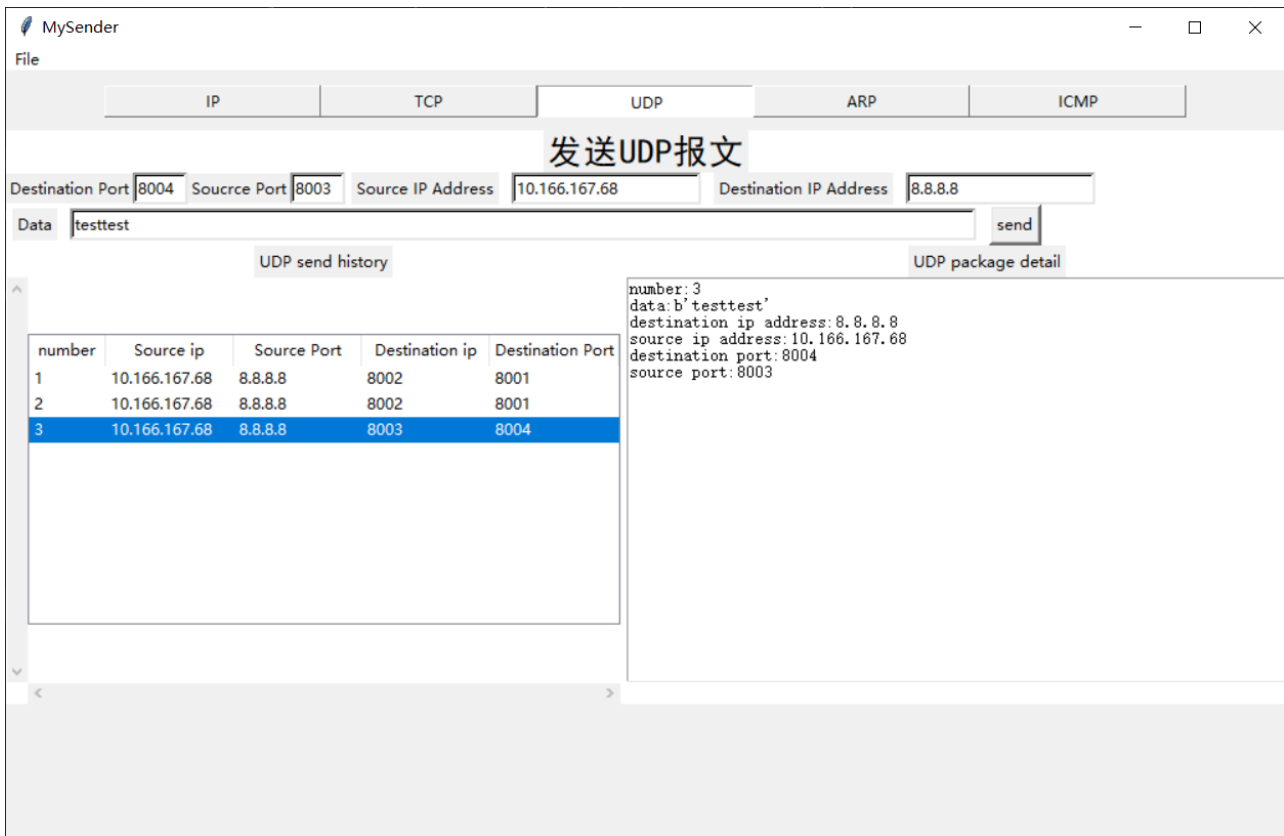 MySender
File
IP TCP UDP ARP ICMP
发送UDP报文
Destination Port 8004 Soucrce Port 8003 Source IP Address 10.166.167.68 Destination IP Address 8.8.8.8
Data testtest send
UDP send history UDP package detail
number Source ip Source Port Destination ip Destination Port
1 10.166.167.68 8.8.8.8 8002 8001
2 10.166.167.68 8.8.8.8 8002 8001
3 10.166.167.68 8.8.8.8 8003 8004
number:3
data:b'testtest'
destination ip address:8.8.8.8
source ip address:10.166.167.68
destination port:8004
source port:8003